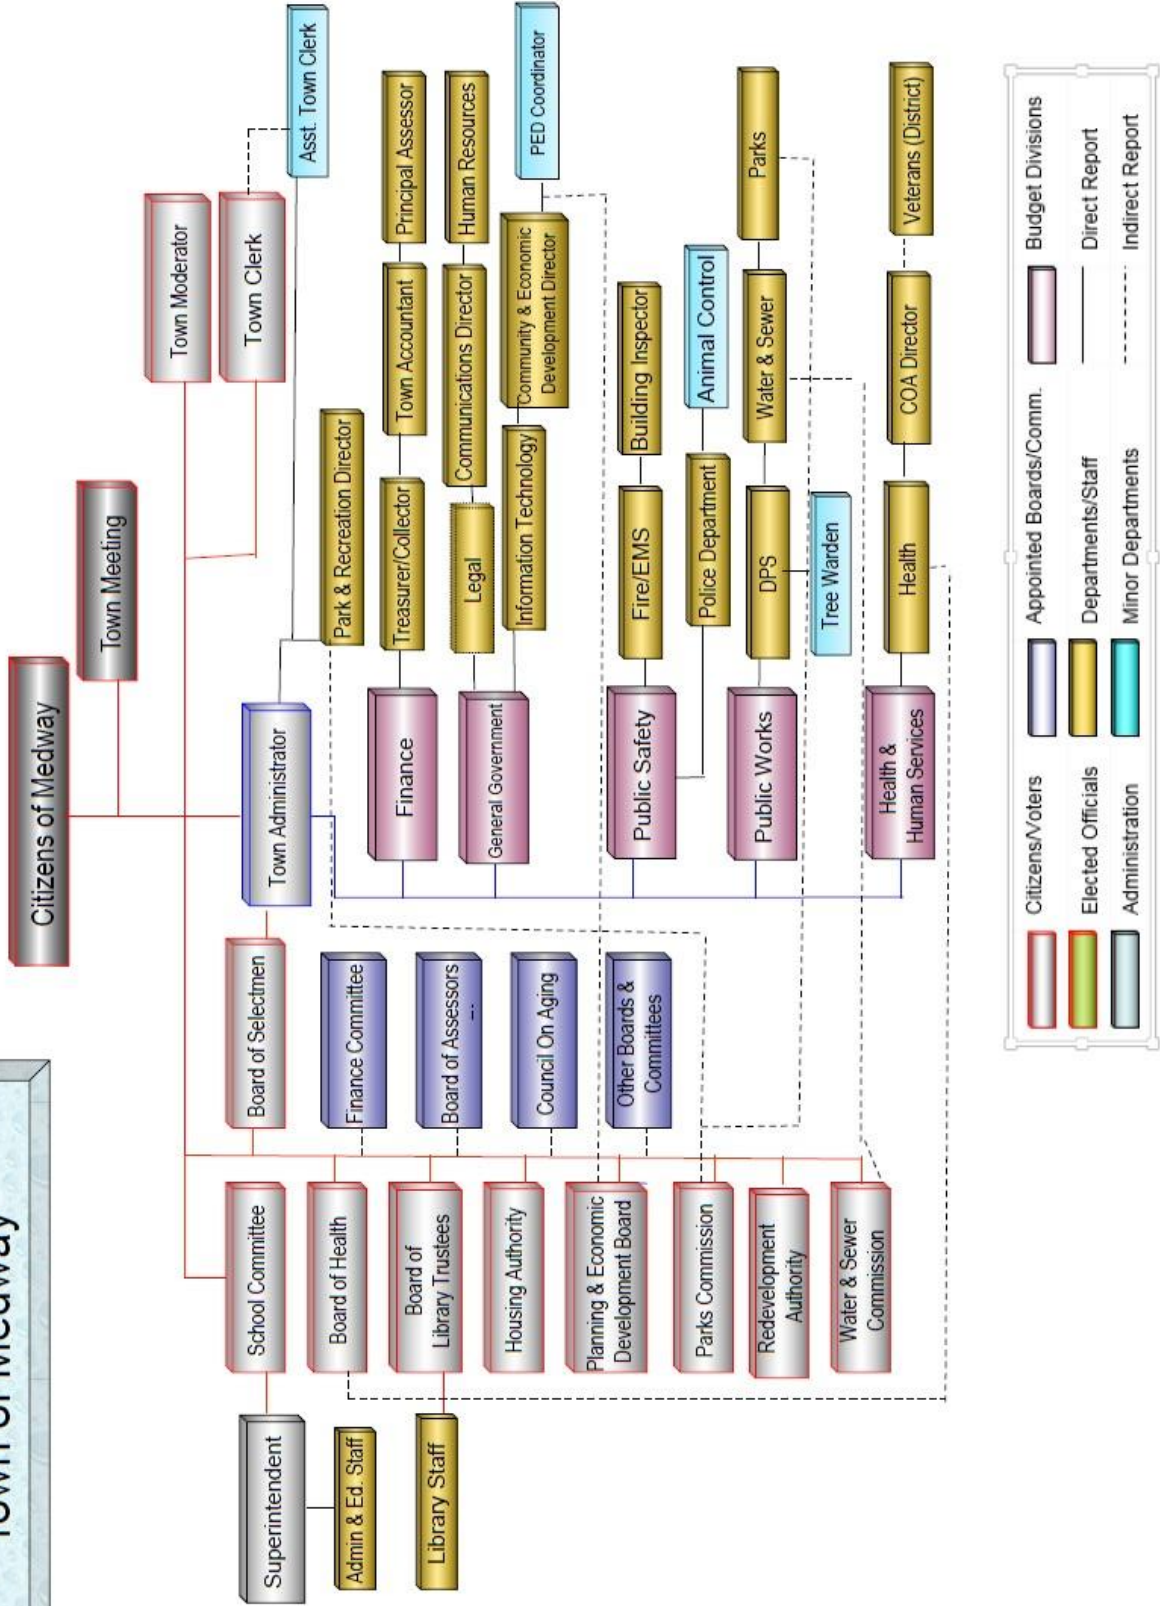 Town of Medway
Citizens of Medway
Town Meeting
Town Moderator
Town Clerk
Asst. Town Clerk
Superintendent
School Committee
Board of Selectmen
Town Administrator
Admin & Ed. Staff
Board of Health
Finance Committee
Park & Recreation Director
Library Staff
Board of
Library Trustees
Board of Assessors
Finance
Treasurer/Collector
Town Accountant
Principal Assessor
Housing Authority
Council On Aging
General Government
Legal
Communications Director
Human Resources
Information Technology
Community & Economic
Development Director
PED Coordinator
Planning & Economic
Development Board
Other Boards &
Committees
Public Safety
Fire/EMS
Building Inspector
Police Department
Animal Control
Parks Commission
Redevelopment
Authority
Public Works
DPS
Water & Sewer
Parks
Tree Warden
Water & Sewer
Commission
Health &
Human Services
Health
COA Director
Veterans (District)
Citizens/Voters
Appointed Boards/Comm.
Budget Divisions
Elected Officials
Departments/Staff
Direct Report
Administration
Minor Departments
Indirect Report